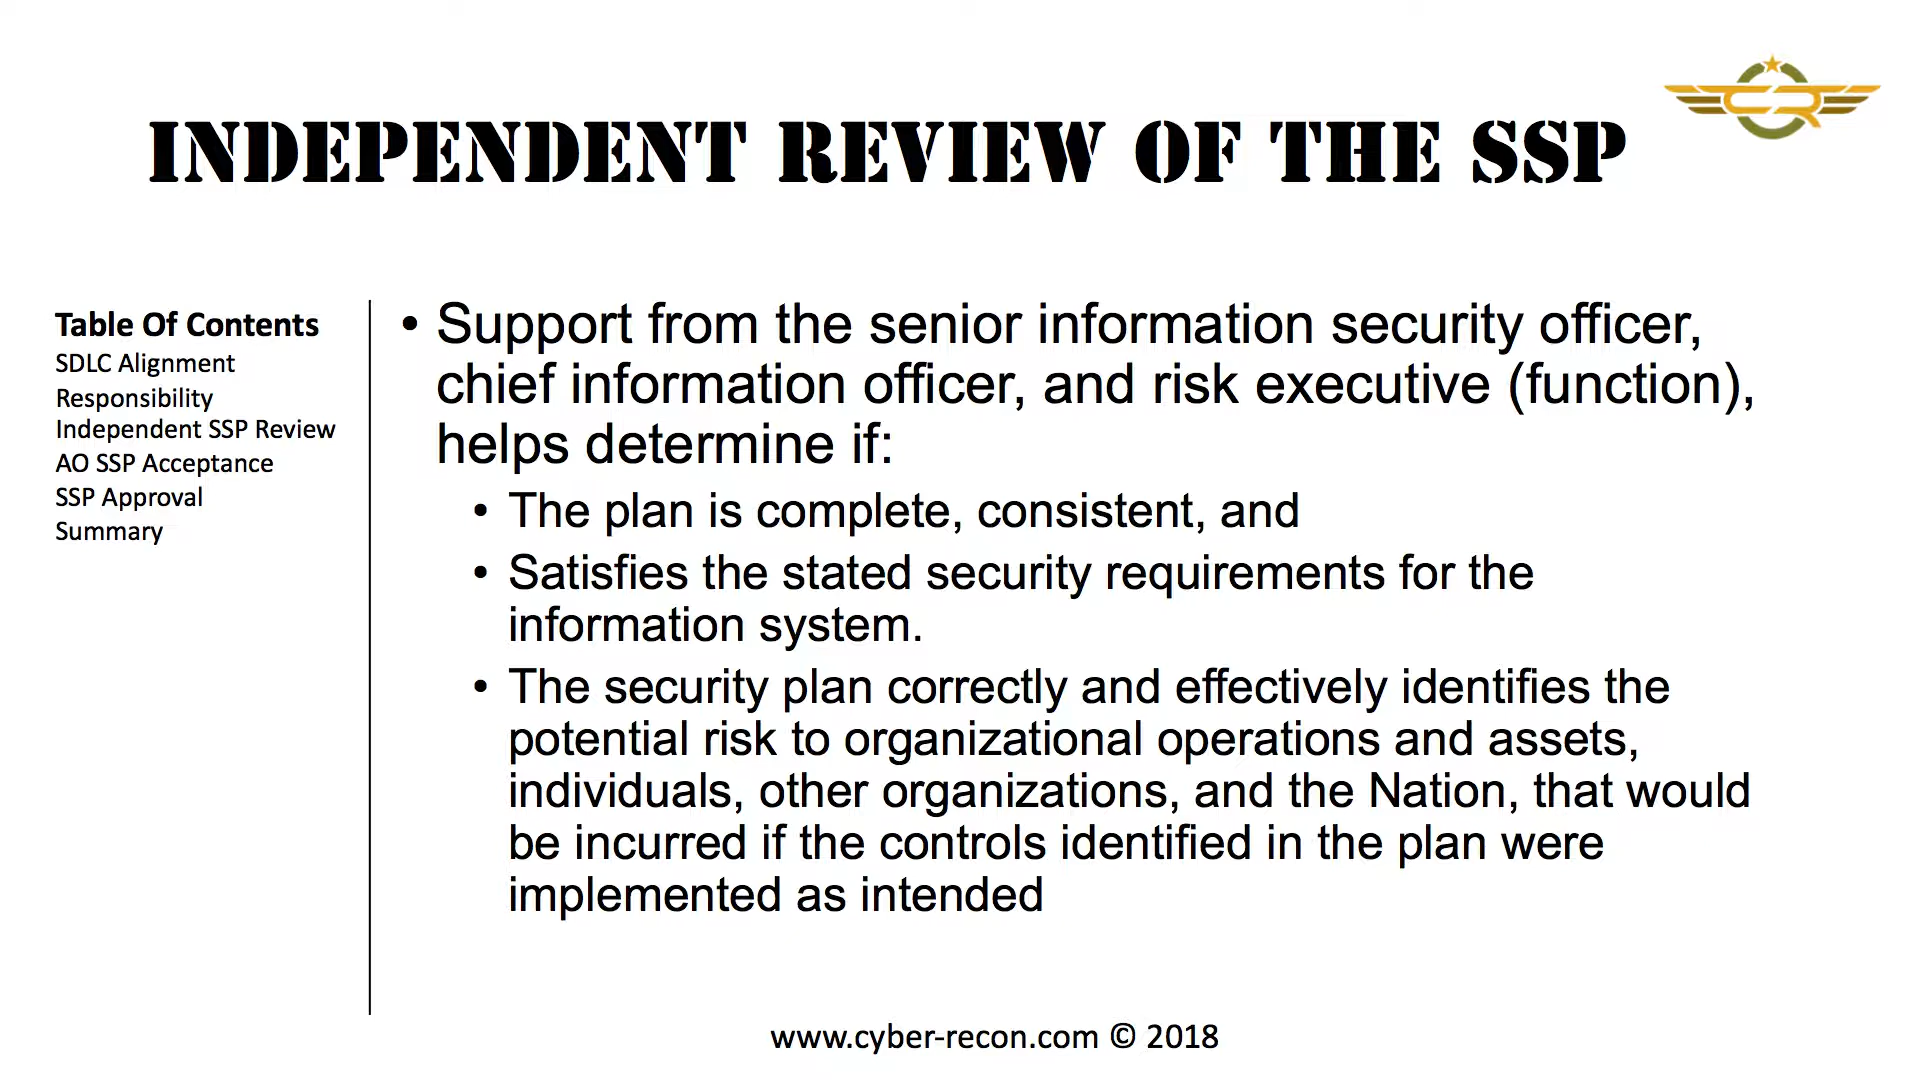 INDEPENDENT REVIEW OF THE SSP
CR
Table Of Contents
SDLC Alignment
Responsibility
Independent SSP Review
AO SSP Acceptance
SSP Approval
Summary
• Support from the senior information security officer,
chief information officer, and risk executive (function),
helps determine if:
• The plan is complete, consistent, and
• Satisfies the stated security requirements for the
information system.
• The security plan correctly and effectively identifies the
potential risk to organizational operations and assets,
individuals, other organizations, and the Nation, that would
be incurred if the controls identified in the plan were
implemented as intended
www.cyber-recon.com © 2018